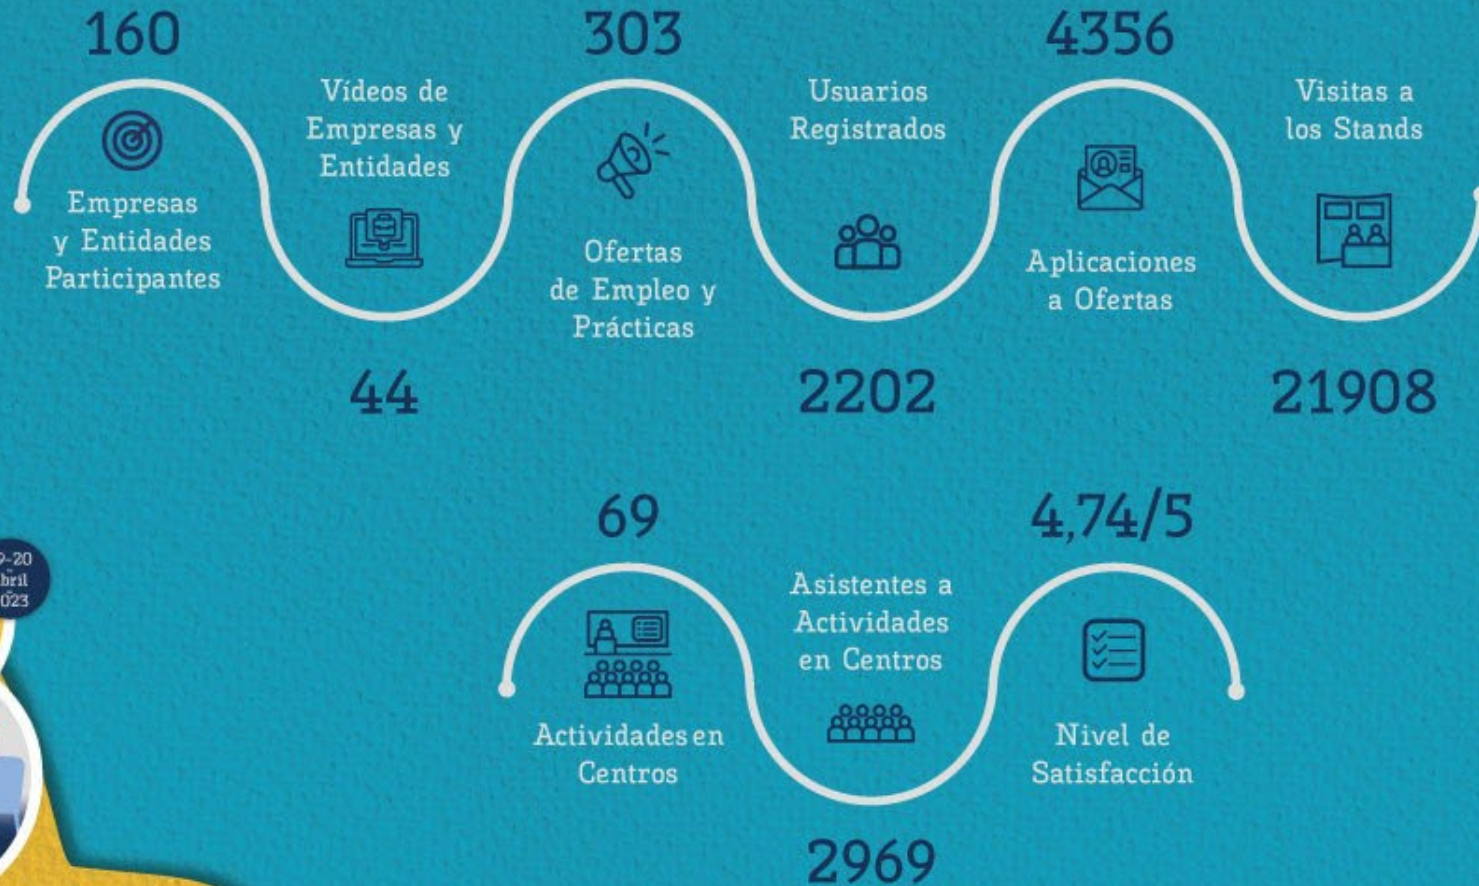 160
Empresas
y Entidades
Participantes
Vídeos de
Empresas y
Entidades
44
303
Ofertas
de Empleo y
Prácticas
Usuarios
Registrados
2202
4356
Aplicaciones
a Ofertas
Visitas a
los Stands
21908
69
Actividades en
Centros
Asistentes a
Actividades
en Centros
2969
4,74/5
Nivel de
Satisfacción